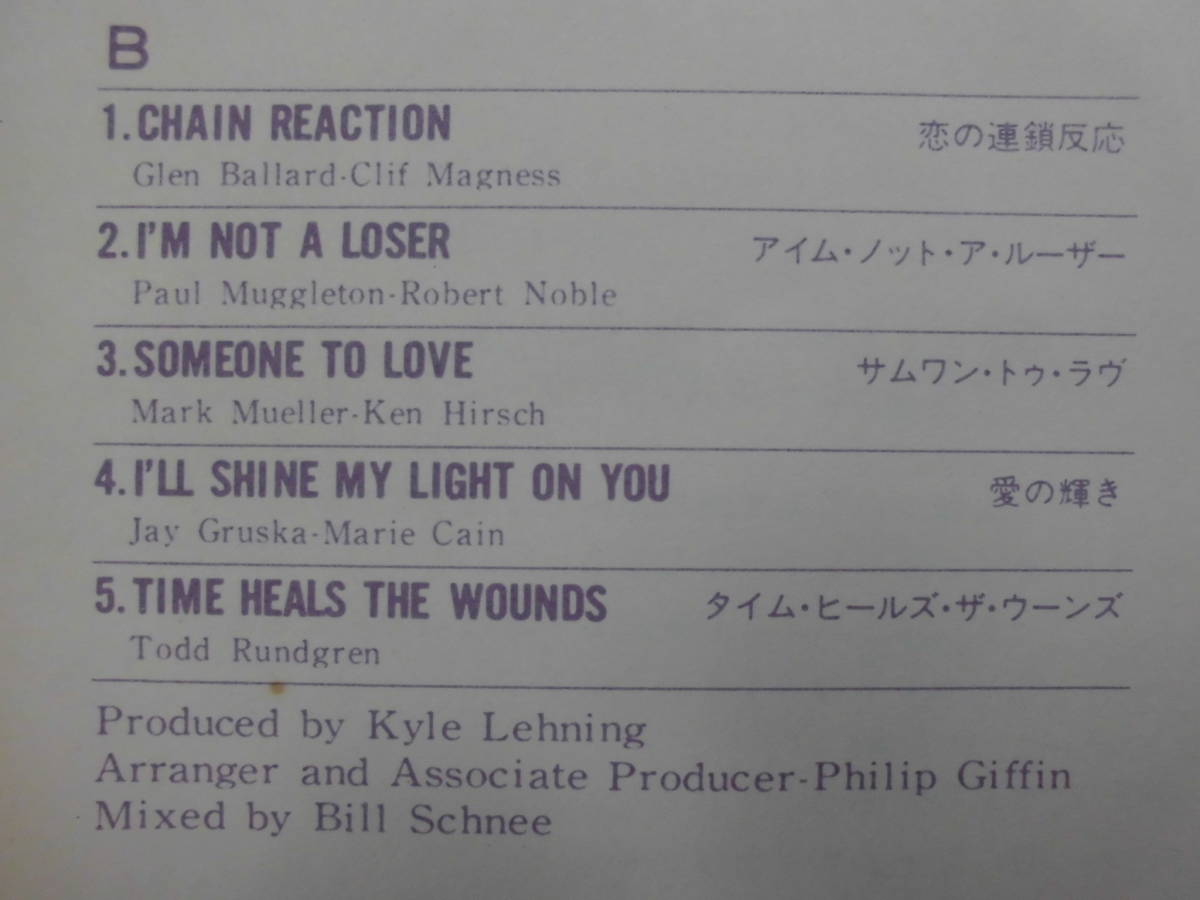 B
1. CHAIN REACTION 恋の連鎖反応
Glen Ballard-Clif Magness
2. I'M NOT A LOSER アイム・ノット・ア・ルーザー
Paul Muggleton-Robert Noble
3. SOMEONE TO LOVE サムワン・トゥ・ラヴ
Mark Mueller-Ken Hirsch
4. I'LL SHINE MY LIGHT ON YOU 愛の輝き
Jay Gruska-Marie Cain
5. TIME HEALS THE WOUNDS タイム・ヒールズ・ザ・ウーンズ
Todd Rundgren
Produced by Kyle Lehning
Arranger and Associate Producer-Philip Giffin
Mixed by Bill Schnee